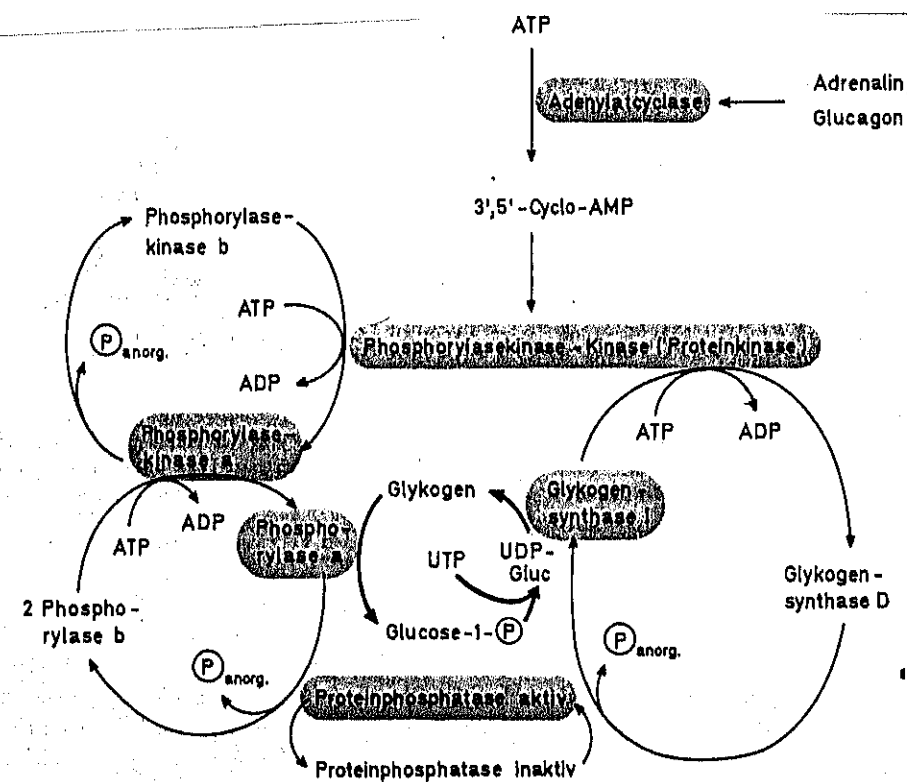 ATP
Adenylatcyclase
Adrenalin
Glucagon
3',5'-Cyclo-AMP
Phosphorylase-
kinase b
ATP
P anorg.
ADP
Phosphorylasekinase-Kinase (Proteinkinase)
ATP
ADP
Phosphorylase-
kinase a
ATP
ADP
Phospho-
rylase a
Glykogen
Glykogen-
synthase I
UTP
UDP-
Gluc
Glucose-1-P
Glykogen-
synthase D
2 Phospho-
rylase b
P anorg.
P anorg.
Proteinphosphatase aktiv
Proteinphosphatase inaktiv